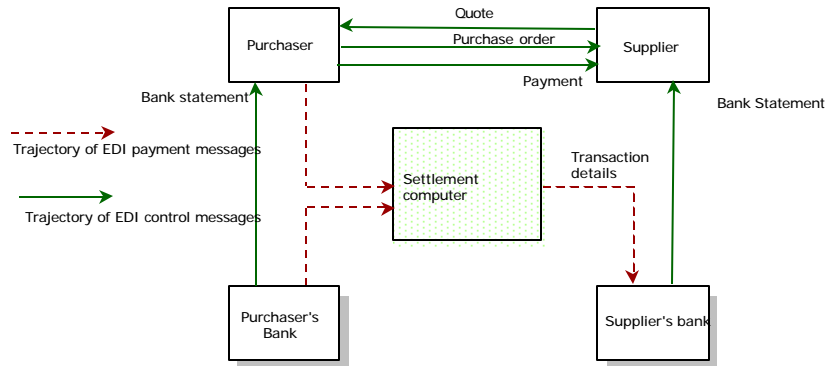 Quote
Purchaser
Purchase order
Supplier
Payment
Bank statement
Bank Statement
Trajectory of EDI payment messages
Settlement
computer
Transaction
details
Trajectory of EDI control messages
Purchaser's
Bank
Supplier's bank